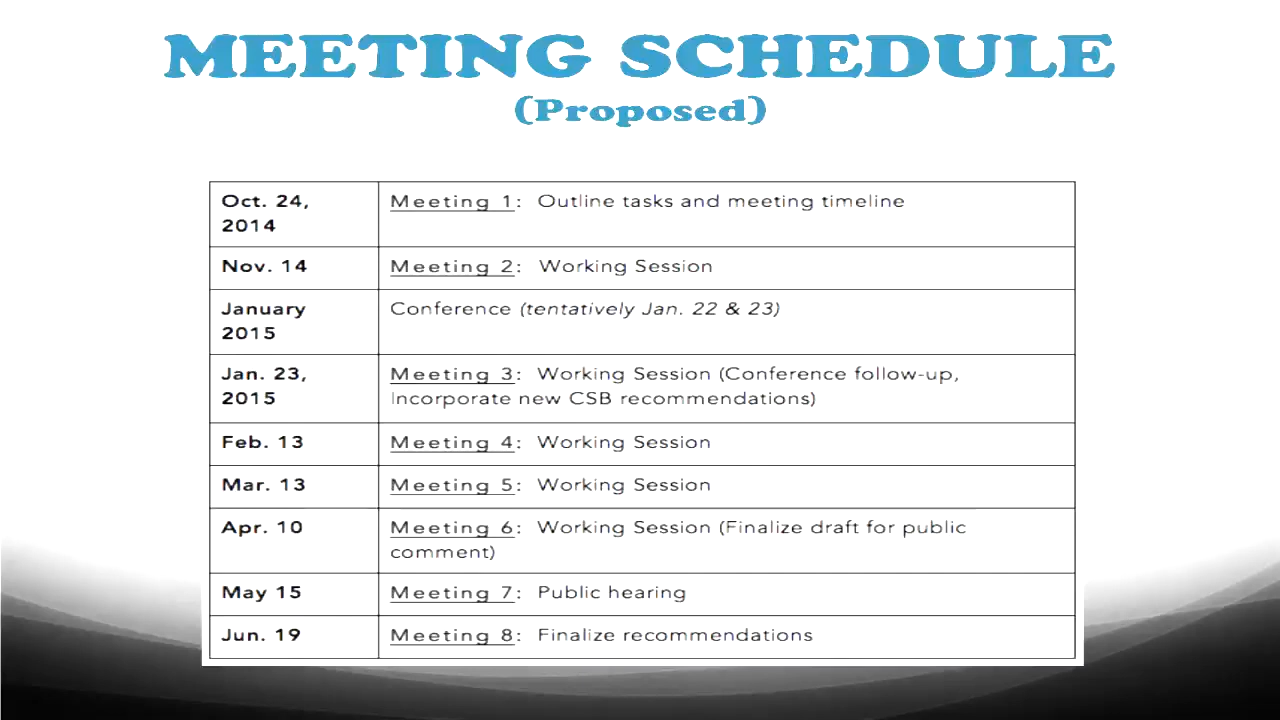 MEETING SCHEDULE
(Proposed)
Oct. 24, 2014
Meeting 1: Outline tasks and meeting timeline
Nov. 14
Meeting 2: Working Session
January 2015
Conference (tentatively Jan. 22 & 23)
Jan. 23, 2015
Meeting 3: Working Session (Conference follow-up,
Incorporate new CSB recommendations)
Feb. 13
Meeting 4: Working Session
Mar. 13
Meeting 5: Working Session
Apr. 10
Meeting 6: Working Session (Finalize draft for public
comment)
May 15
Meeting 7: Public hearing
Jun. 19
Meeting 8: Finalize recommendations